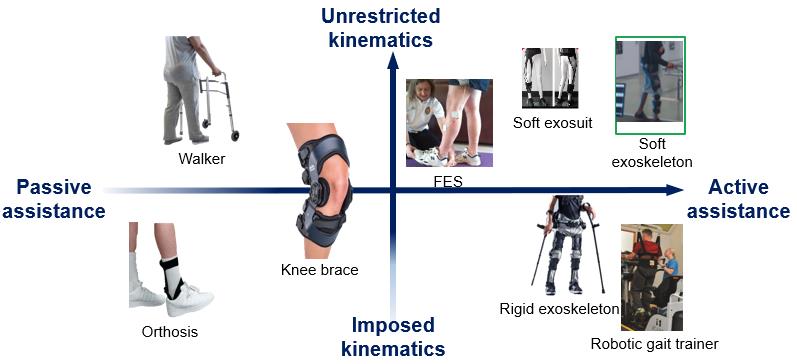 Unrestricted
kinematics
Walker
Soft exosuit
Soft
exoskeleton
FES
Passive
assistance
Active
assistance
Knee brace
Orthosis
Rigid exoskeleton
Robotic gait trainer
Imposed
kinematics